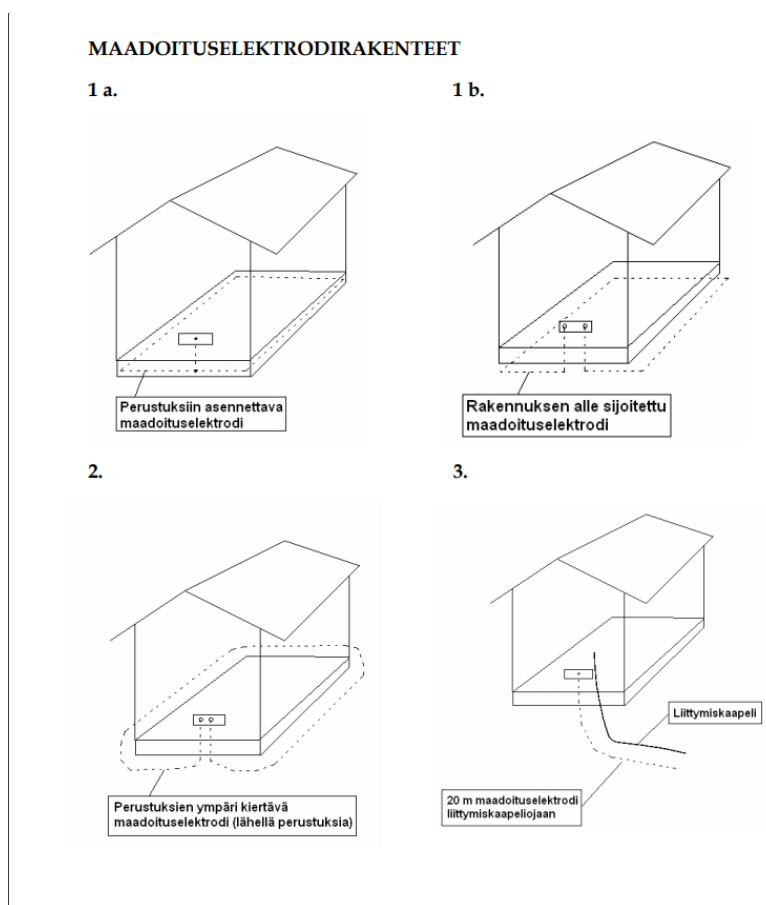 MAADOITUSELEKTRODIRAKENTEET
1 a.
1 b.
Perustuksiin asennettava
maadoituselektrodi
Rakennuksen alle sijoitettu
maadoituselektrodi
2.
3.
Perustuksien ympäri kiertävä
maadoituselektrodi (lähellä perustuksia)
Liittymiskaapeli
20 m maadoituselektrodi
liittymiskaapeliojaan